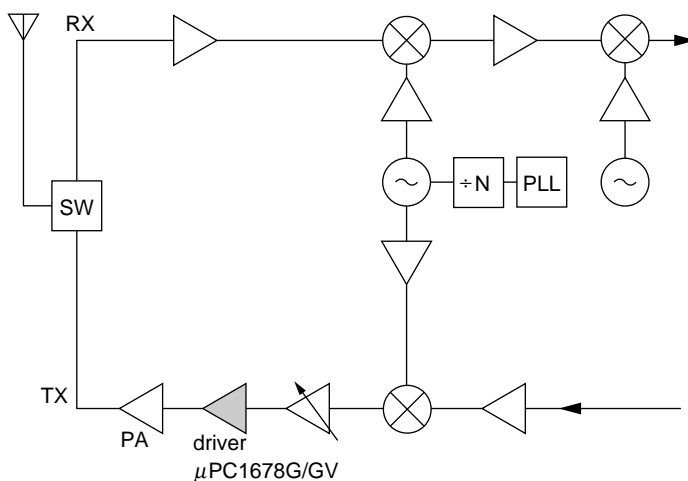 RX
SW
÷N
PLL
TX
PA
driver
μPC1678G/GV